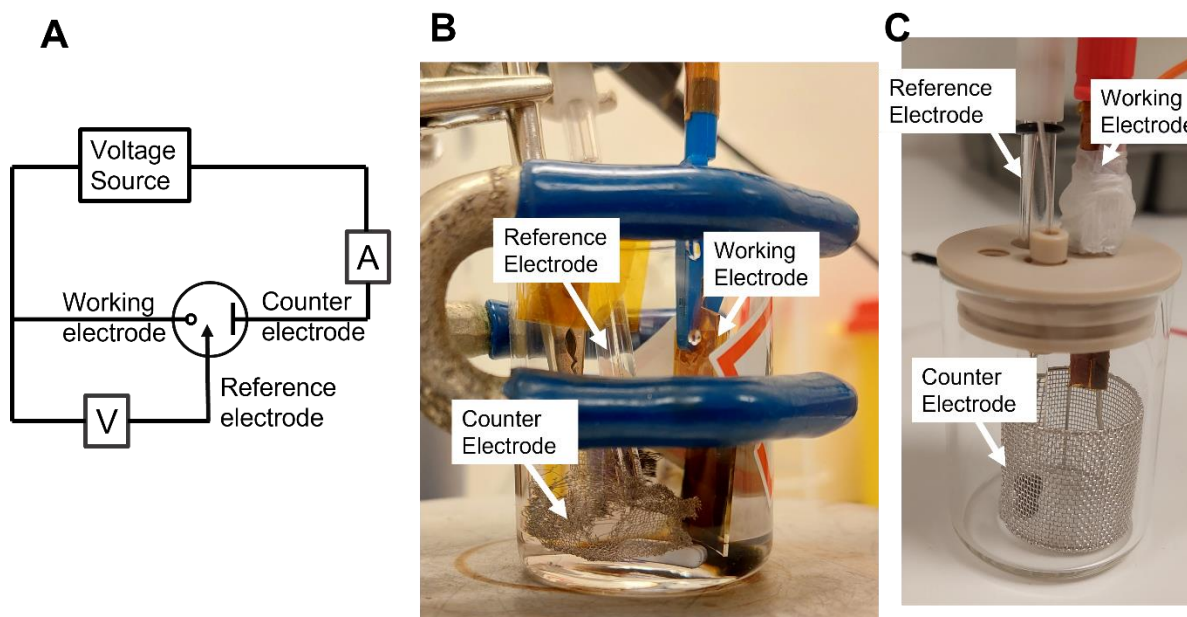 A
Voltage
Source
A
Working
electrode
Counter
electrode
Reference
electrode
V
B
Reference
Electrode
Working
Electrode
Counter
Electrode
C
Reference
Electrode
Working
Electrode
Counter
Electrode